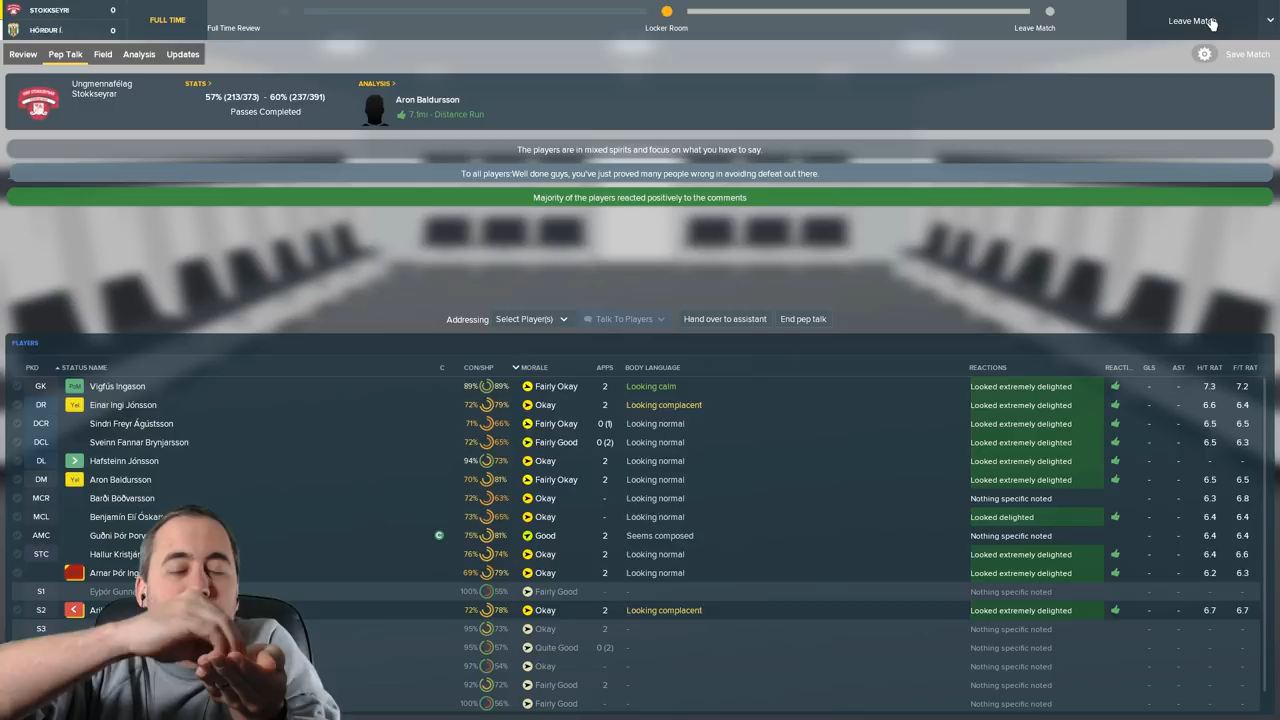 STOKKSEYRI 0
HÖRÐUR Í. 0
FULL TIME
Full Time Review
Locker Room
Leave Match
Leave Match
Review Pep Talk Field Analysis Updates
Save Match
Ungmennafélag
Stokkseyrar
STATS >
57% (213/373) - 60% (237/391)
Passes Completed
ANALYSIS >
Aron Baldursson
7.1mi - Distance Run
The players are in mixed spirits and focus on what you have to say.
To all players:Well done guys, you've just proved many people wrong in avoiding defeat out there.
Majority of the players reacted positively to the comments
Addressing Select Player(s) Talk To Players Hand over to assistant End pep talk
PLAYERS
PKD STATUS NAME C CON/SHP MORALE APPS BODY LANGUAGE REACTIONS REACTI... GLS AST H/T RAT F/T RAT
GK PoM Vigfús Ingason 89% 89% Fairly Okay 2 Looking calm Looked extremely delighted - - 7.3 7.2
DR Yel Einar Ingi Jónsson 72% 79% Okay 2 Looking complacent Looked extremely delighted - - 6.6 6.4
DCR Sindri Freyr Ágústsson 71% 66% Fairly Okay 0 (1) Looking normal Looked extremely delighted - - 6.5 6.5
DCL Sveinn Fannar Brynjarsson 72% 65% Fairly Good 0 (2) Looking normal Looked extremely delighted - - 6.5 6.3
DL Hafsteinn Jónsson 94% 73% Okay 2 Looking normal Looked extremely delighted - - - -
DM Yel Aron Baldursson 70% 81% Fairly Okay 2 Looking normal Looked extremely delighted - - 6.5 6.5
MCR Barði Böðvarsson 72% 63% Okay - Looking normal Nothing specific noted - - 6.3 6.8
MCL Benjamín Elí Óskar 73% 65% Okay - Looking normal Looked delighted - - 6.4 6.4
AMC Guðni Þór Þorv C 75% 81% Good 2 Seems composed Nothing specific noted - - 6.4 6.4
STC Hallur Kristján 76% 74% Okay 2 Looking normal Looked extremely delighted - - 6.4 6.6
Arnar Þór Ing 69% 79% Okay 2 Looking normal Looked extremely delighted - - 6.2 6.3
S1 Eyþór Gunna 100% 55% Fairly Good - - Nothing specific noted - - - -
S2 Ari 72% 78% Okay 2 Looking complacent Looked extremely delighted - - 6.7 6.7
S3 95% 73% Okay 2 - Nothing specific noted - - - -
95% 57% Quite Good 0 (2) - Nothing specific noted - - - -
97% 54% Okay - - Nothing specific noted - - - -
92% 72% Fairly Good 2 - Nothing specific noted - - - -
100% 56% Fairly Good - - Nothing specific noted - - - -